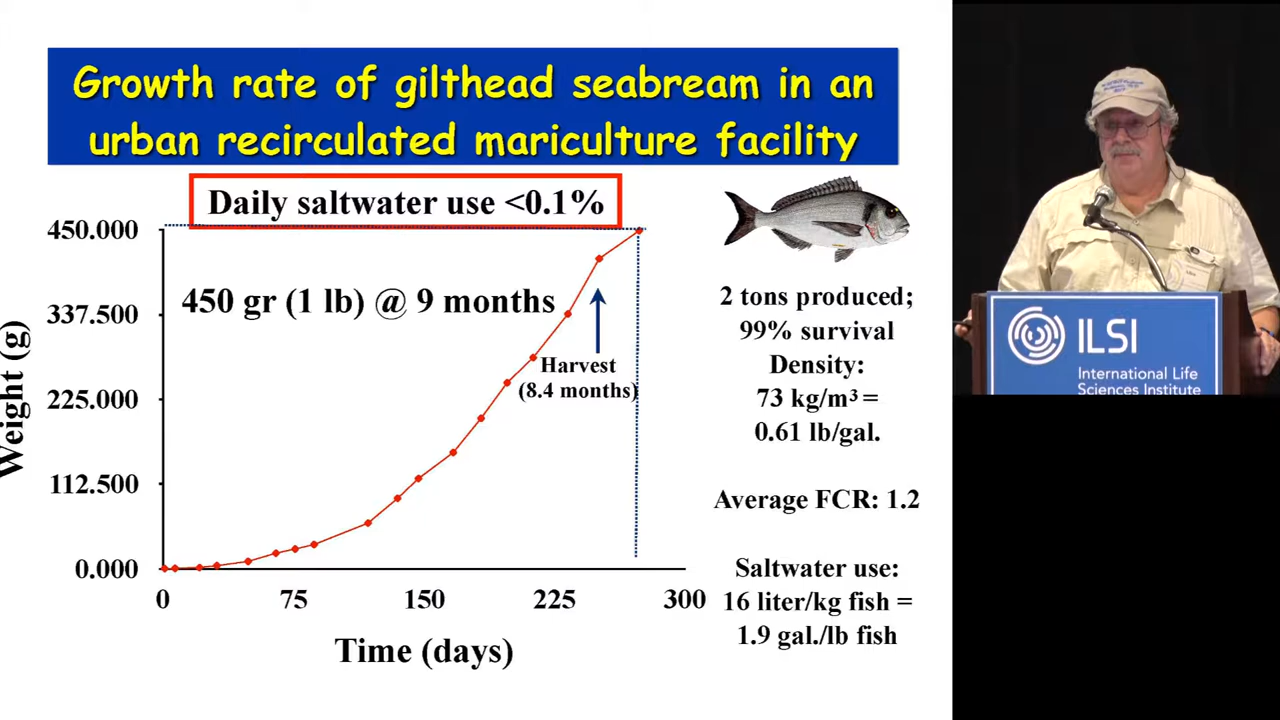 Growth rate of gilthead seabream in an
urban recirculated mariculture facility
Daily saltwater use <0.1%
450.000
337.500
225.000
112.500
0.000
Weight (g)
450 gr (1 lb) @ 9 months
Harvest
(8.4 months)
0
75
150
225
300
Time (days)
2 tons produced;
99% survival
Density:
73 kg/m³ =
0.61 lb/gal.
Average FCR: 1.2
Saltwater use:
16 liter/kg fish =
1.9 gal./lb fish
ILSI
International Life
Sciences Institute